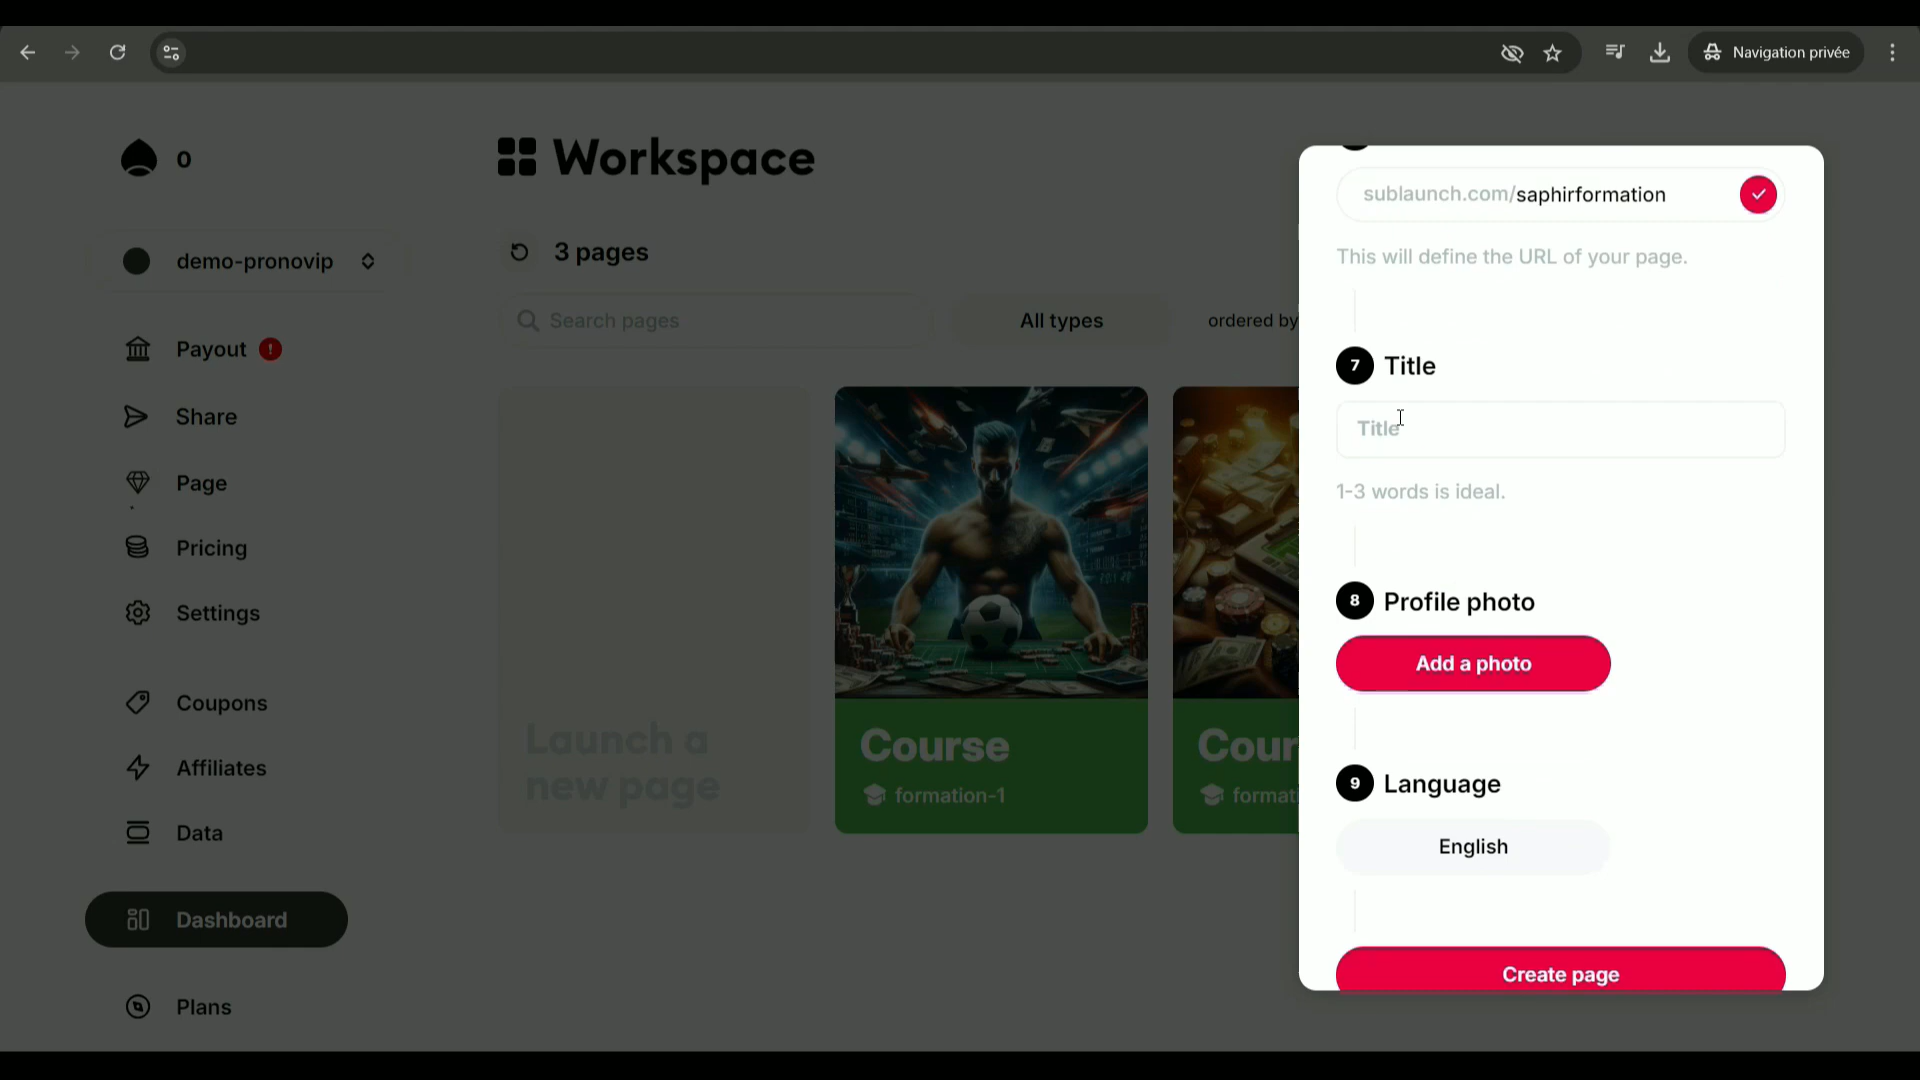 Navigation privée
0
Workspace
demo-pronovip
3 pages
Search pages
All types
ordered by
Payout !
Share
Page
Pricing
Settings
Coupons
Affiliates
Data
Dashboard
Plans
Launch a
new page
Course
formation-1
Cour
formati
sublaunch.com/saphirformation
This will define the URL of your page.
7 Title
Title
1-3 words is ideal.
8 Profile photo
Add a photo
9 Language
English
Create page